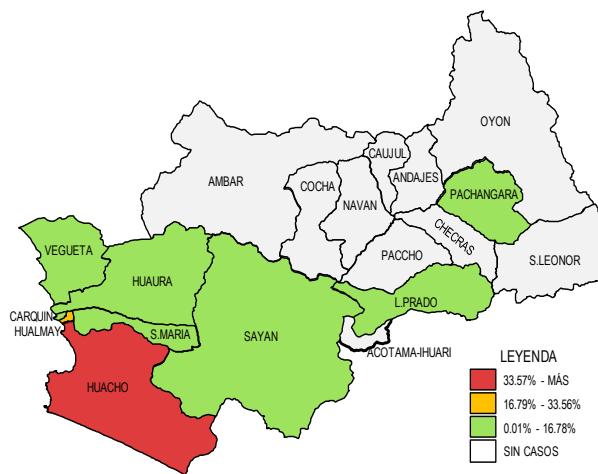 OYON
CAUJUL
ANDAJES
AMBAR
COCHA
NAVAN
PACHANGARA
CHECRAS
VEGUETA
PACCHO
S.LEONOR
HUAURA
L.PRADO
CARQUIN
HUALMAY
S.MARIA
SAYAN
ACOTAMA-IHUARI
HUACHO
LEYENDA
33.57% - MÁS
16.79% - 33.56%
0.01% - 16.78%
SIN CASOS